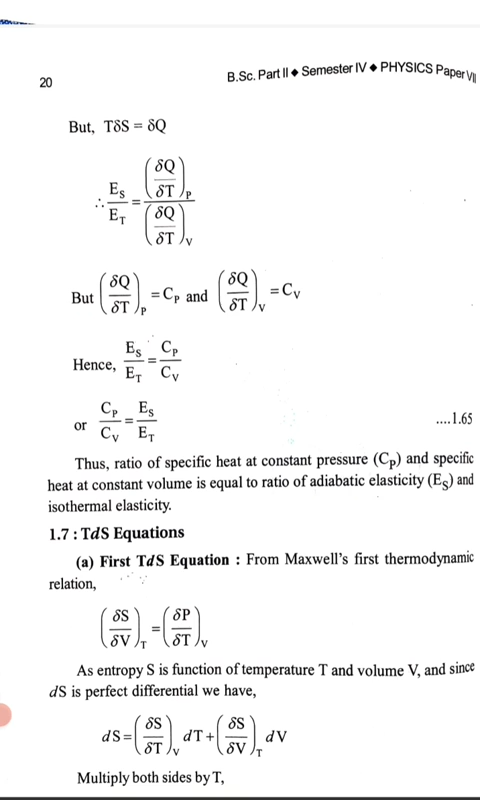 20
B.Sc. Part II ◆ Semester IV ◆ PHYSICS Paper VII
But, TδS = δQ
∴ E_S / E_T = (δQ/δT)_P / (δQ/δT)_V
But (δQ/δT)_P = C_P and (δQ/δT)_V = C_V
Hence, E_S / E_T = C_P / C_V
or C_P / C_V = E_S / E_T ....1.65
Thus, ratio of specific heat at constant pressure (C_P) and specific
heat at constant volume is equal to ratio of adiabatic elasticity (E_S) and
isothermal elasticity.
1.7 : TdS Equations
(a) First TdS Equation : From Maxwell's first thermodynamic
relation,
(δS/δV)_T = (δP/δT)_V
As entropy S is function of temperature T and volume V, and since
dS is perfect differential we have,
dS = (δS/δT)_V dT + (δS/δV)_T dV
Multiply both sides by T,